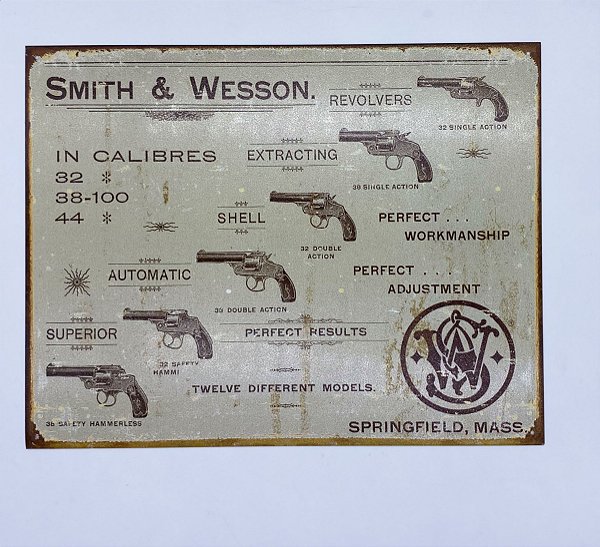 SMITH & WESSON.
REVOLVERS
32 SINGLE ACTION
IN CALIBRES
EXTRACTING
32
38 SINGLE ACTION
38-100
44
SHELL
PERFECT . . .
WORKMANSHIP
32 DOUBLE
ACTION
AUTOMATIC
PERFECT . . .
ADJUSTMENT
38 DOUBLE ACTION
SUPERIOR
PERFECT RESULTS
32 SAFETY
HAMM
TWELVE DIFFERENT MODELS.
38 SAFETY HAMMERLESS
SPRINGFIELD, MASS.